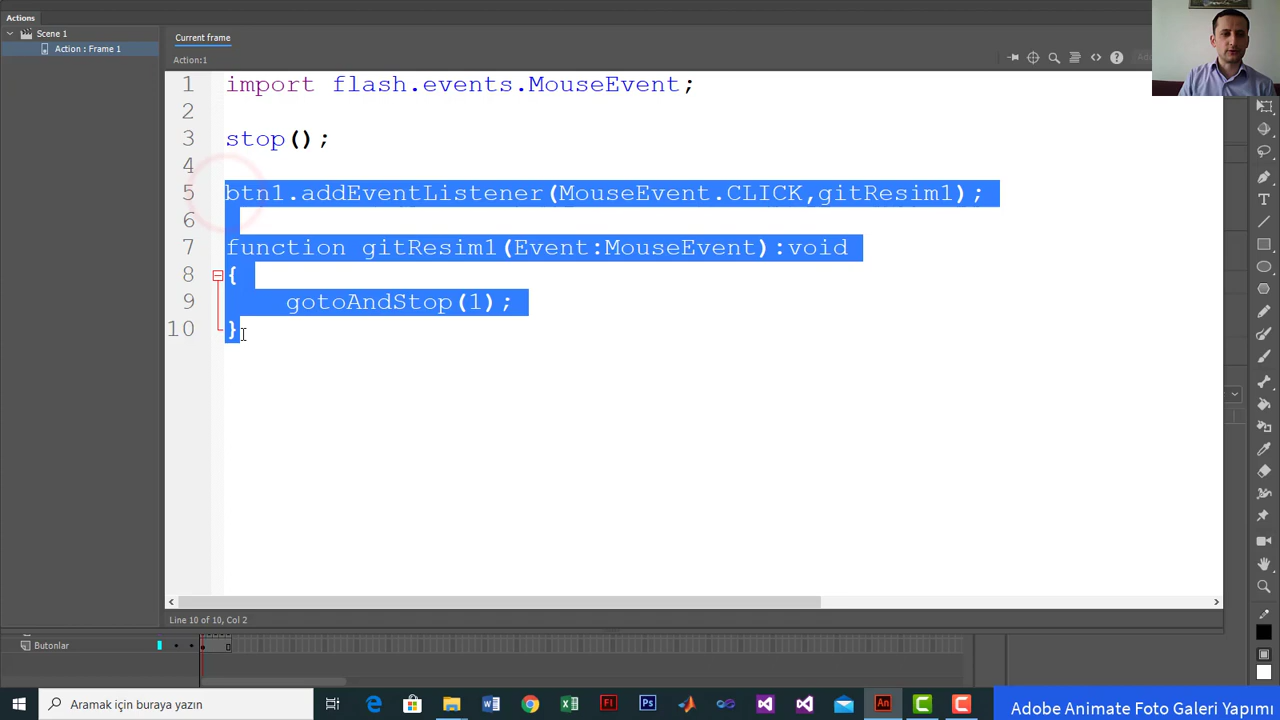 Actions
Scene 1
Action : Frame 1
Current frame
Action:1
1 import flash.events.MouseEvent;
2
3 stop();
4
5 btn1.addEventListener(MouseEvent.CLICK,gitResim1);
6
7 function gitResim1(Event:MouseEvent):void
8 {
9 gotoAndStop(1);
10 }
Line 10 of 10, Col 2
Butonlar
Aramak için buraya yazın
Adobe Animate Foto Galeri Yapımı